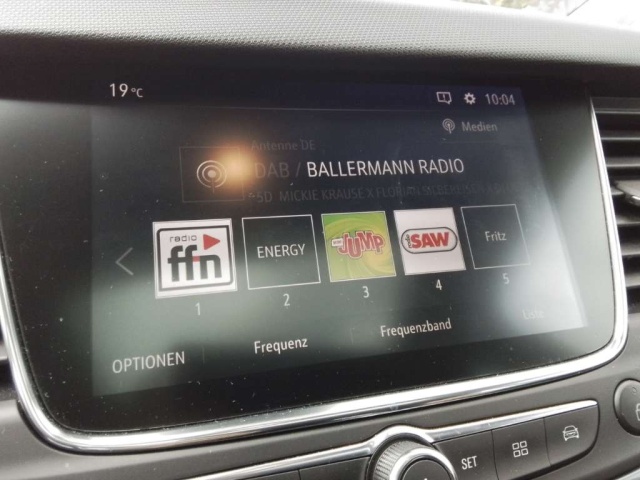 19 °C
10:04
Medien
Antenne DE
DAB / BALLERMANN RADIO
MICKIE KRAUSE X
radio ffn
ENERGY
JUMP
SAW
Fritz
1
2
3
4
5
OPTIONEN
Frequenz
Frequenzband
Liste
SET